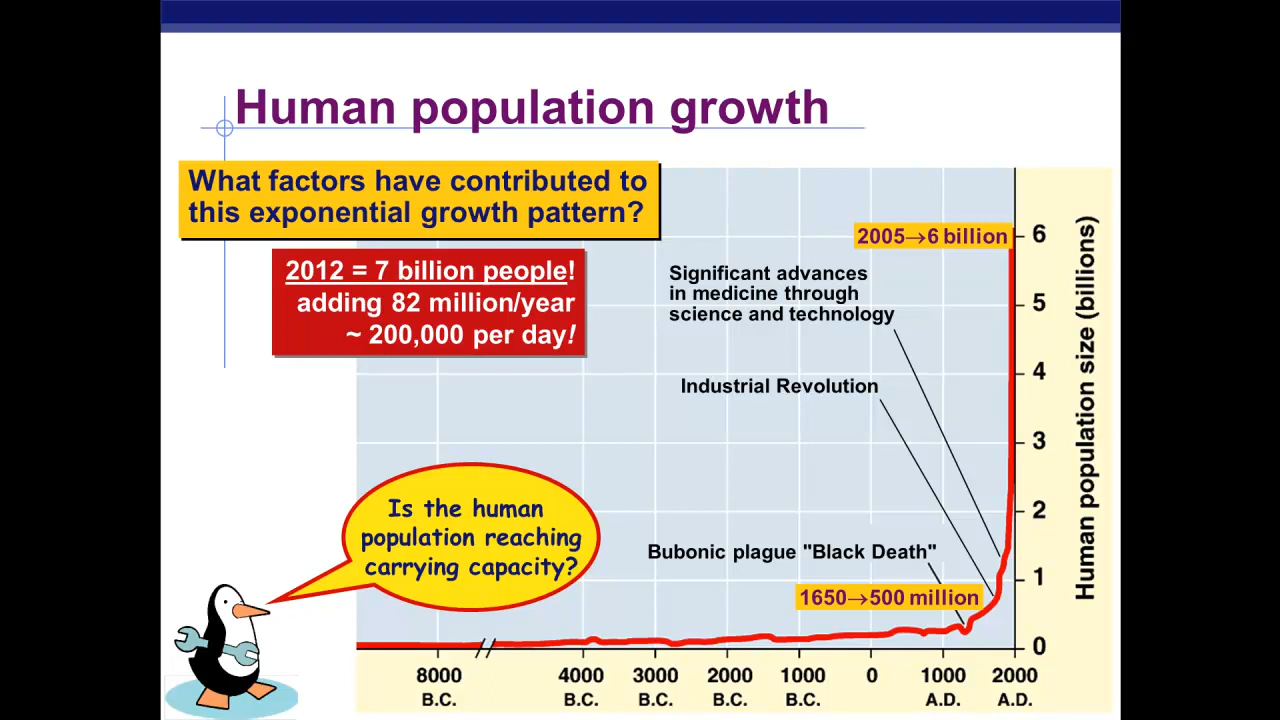 Human population growth
What factors have contributed to
this exponential growth pattern?
2012 = 7 billion people!
adding 82 million/year
~ 200,000 per day!
2005→6 billion
Significant advances
in medicine through
science and technology
Industrial Revolution
Bubonic plague "Black Death"
1650→500 million
Is the human
population reaching
carrying capacity?
6
5
4
3
2
1
0
Human population size (billions)
8000 4000 3000 2000 1000 0 1000 2000
B.C. B.C. B.C. B.C. B.C. A.D. A.D.